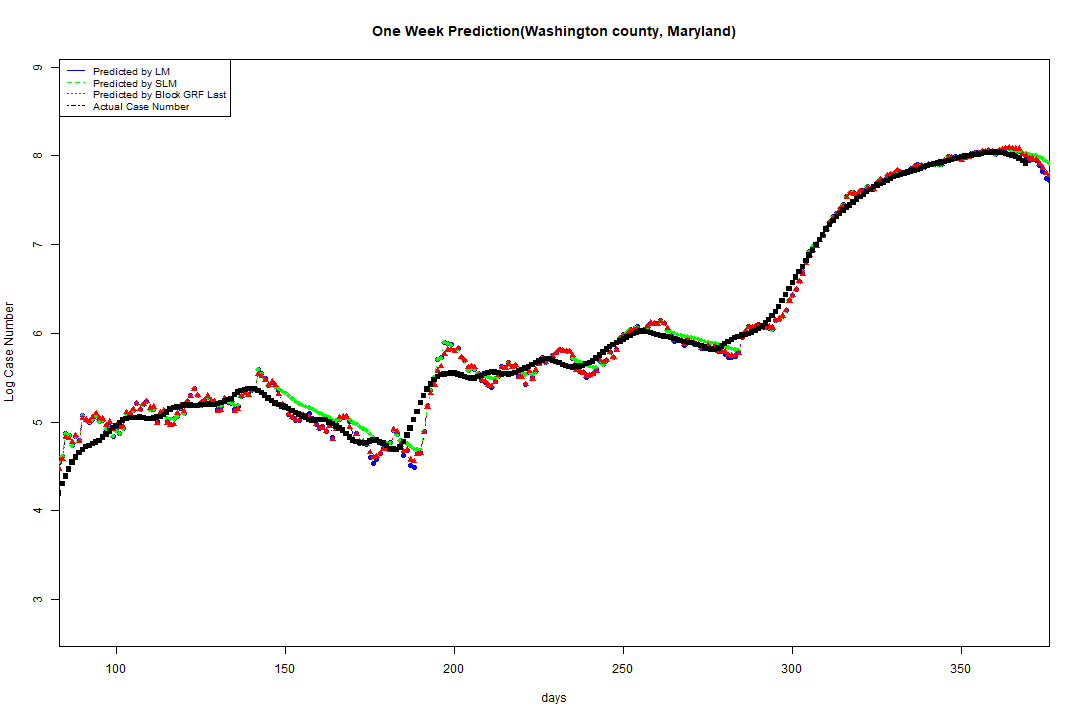 One Week Prediction(Washington county, Maryland)
Predicted by LM
Predicted by SLM
Predicted by Block GRF Last
Actual Case Number
9
8
7
6
5
4
3
Log Case Number
100 150 200 250 300 350
days